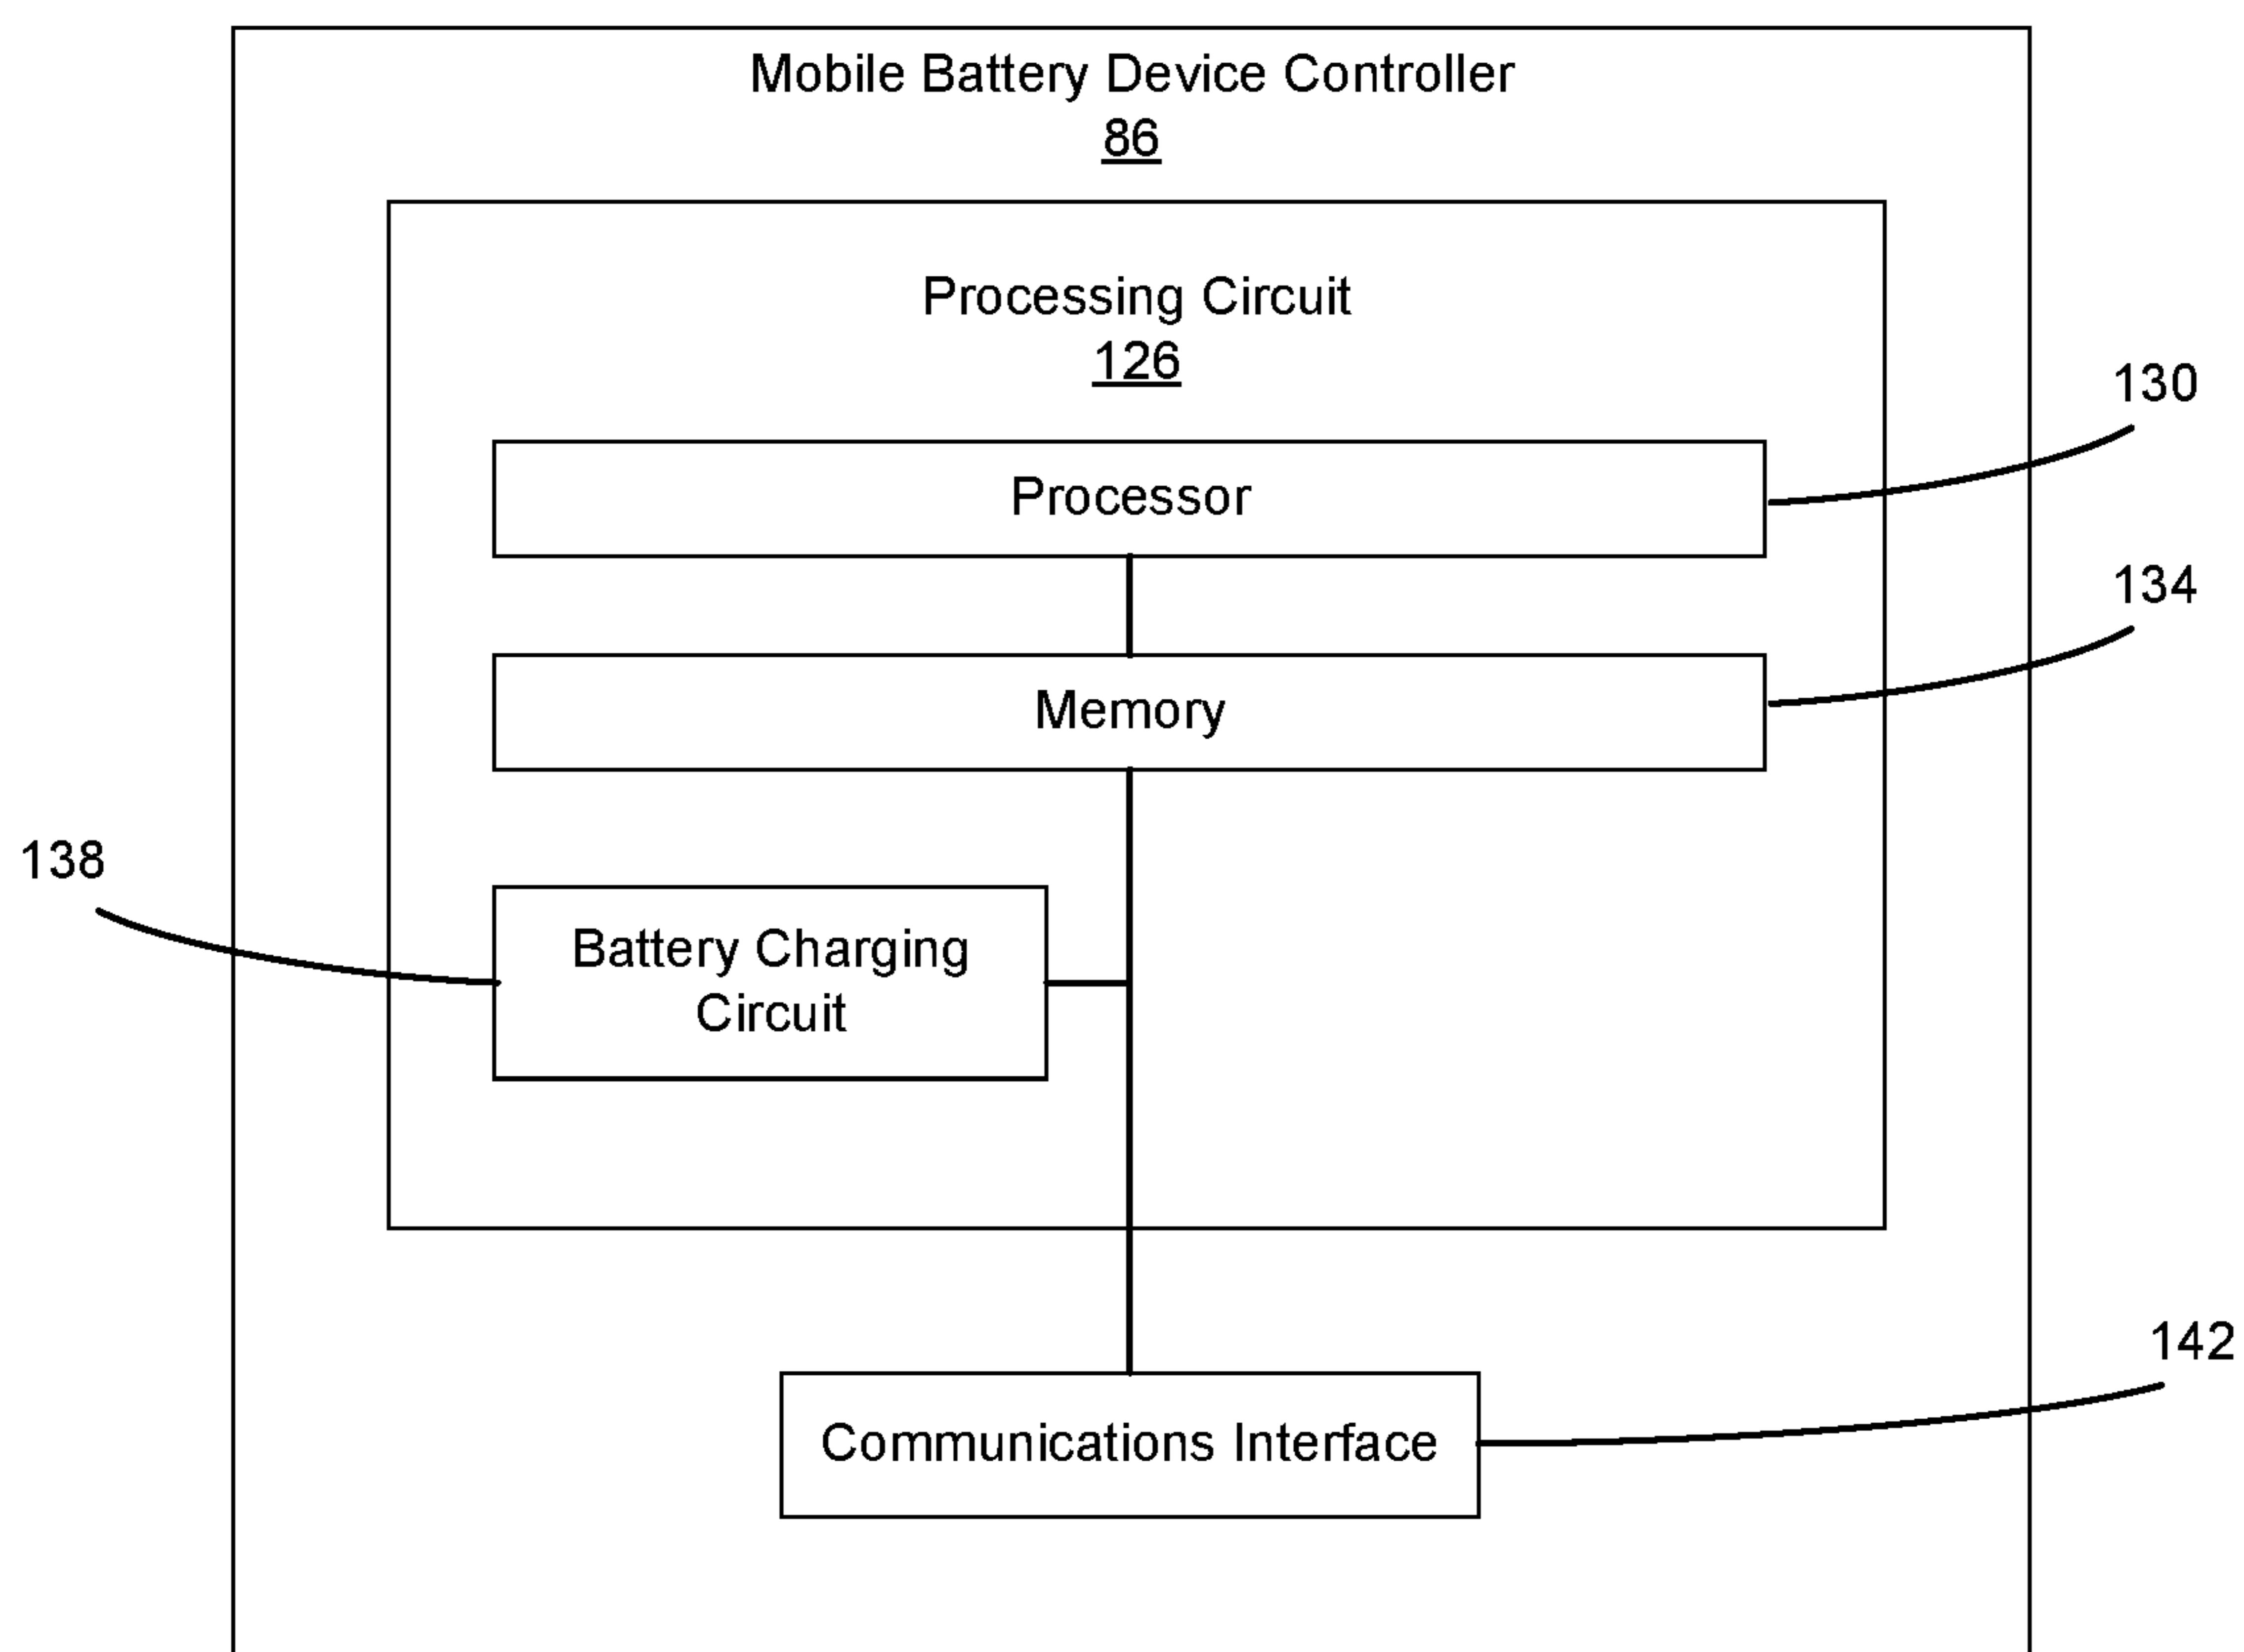 Mobile Battery Device Controller
86
Processing Circuit
126
130
Processor
134
Memory
138
Battery Charging
Circuit
142
Communications Interface